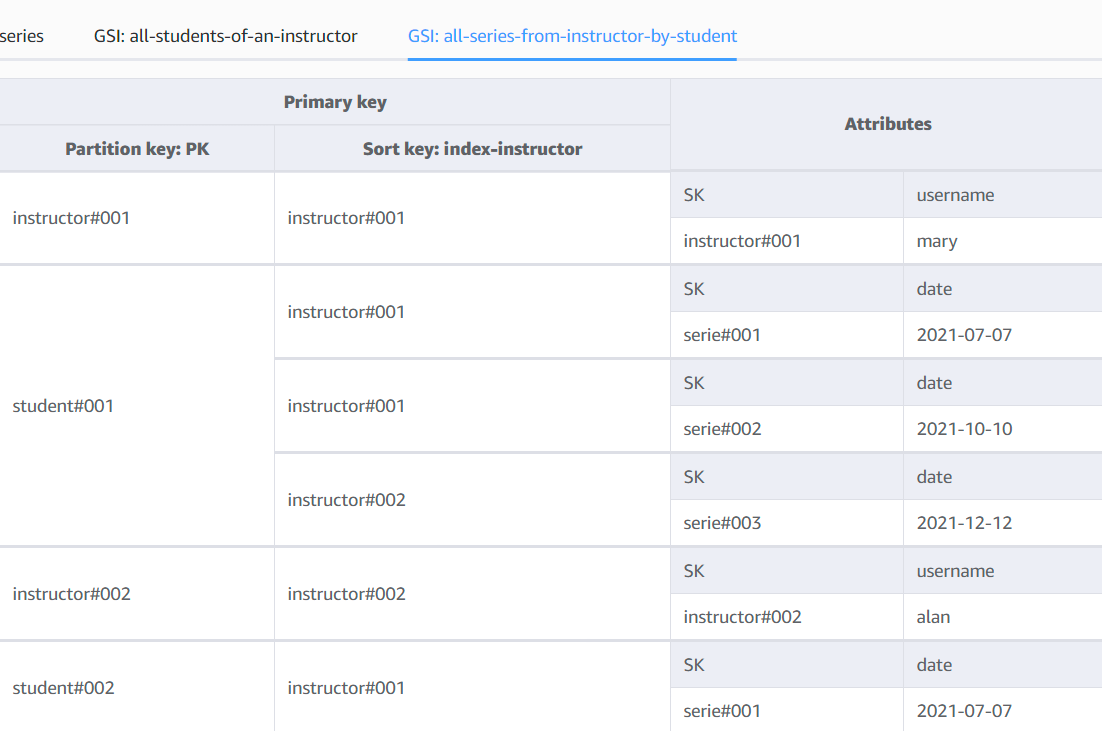 series GSI: all-students-of-an-instructor GSI: all-series-from-instructor-by-student
Primary key
Attributes
Partition key: PK Sort key: index-instructor
SK username
instructor#001 instructor#001
instructor#001 mary
SK date
instructor#001
serie#001 2021-07-07
SK date
student#001 instructor#001
serie#002 2021-10-10
SK date
instructor#002
serie#003 2021-12-12
SK username
instructor#002 instructor#002
instructor#002 alan
SK date
student#002 instructor#001
serie#001 2021-07-07